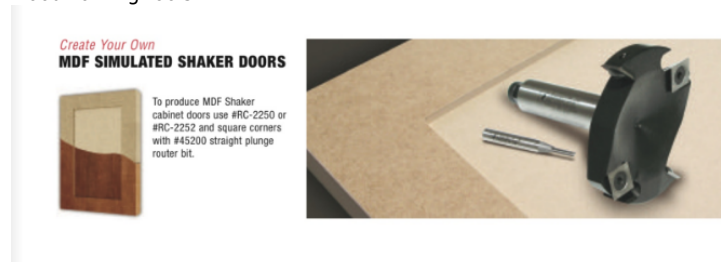 Create Your Own
MDF SIMULATED SHAKER DOORS
To produce MDF Shaker
cabinet doors use #RC-2250 or
#RC-2252 and square corners
with #45200 straight plunge
router bit.